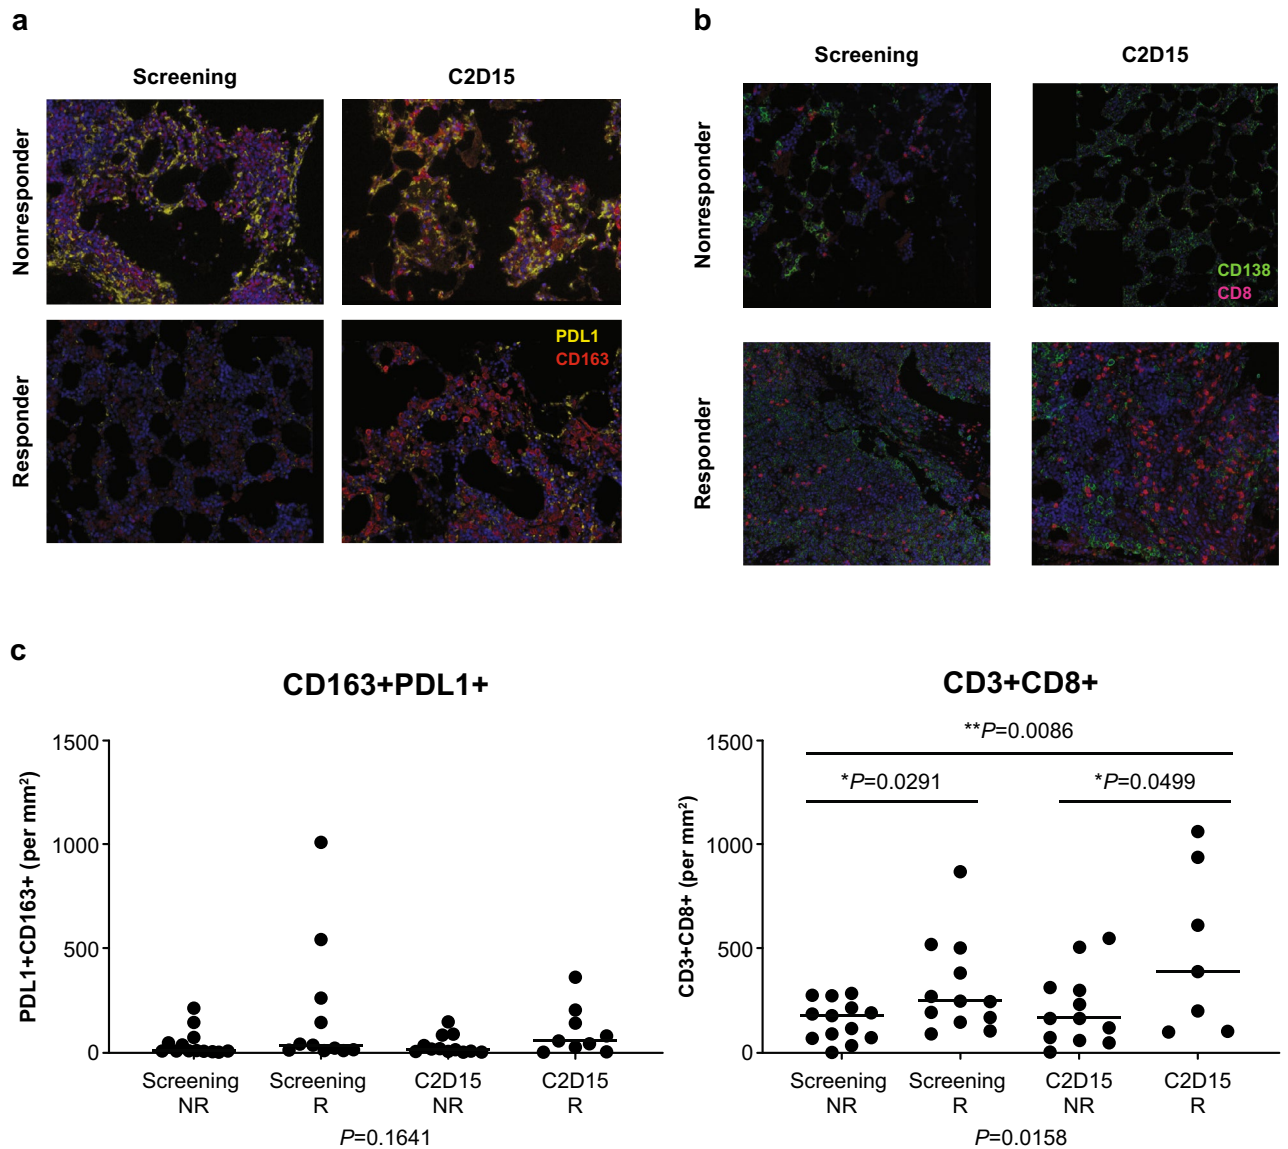 a
Screening
C2D15
Nonresponder
Responder
PDL1
CD163
b
Screening
C2D15
Nonresponder
CD138
CD8
Responder
c
CD163+PDL1+
PDL1+CD163+ (per mm²)
1500
1000
500
0
Screening NR
Screening R
C2D15 NR
C2D15 R
P=0.1641
CD3+CD8+
**P=0.0086
*P=0.0291
*P=0.0499
CD3+CD8+ (per mm²)
1500
1000
500
0
Screening NR
Screening R
C2D15 NR
C2D15 R
P=0.0158